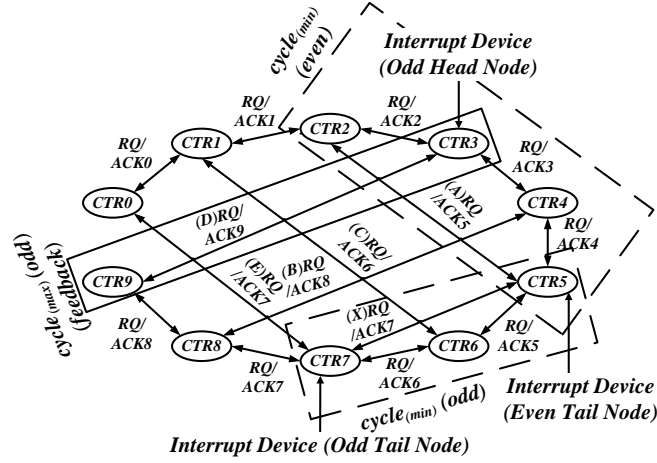 cycle(min)
(even)
Interrupt Device
(Odd Head Node)
RQ/
ACK1
RQ/
ACK2
RQ/
ACK0
CTR1
CTR2
CTR3
RQ/
ACK3
CTR0
(D)RQ/
ACK9
(A)RQ
/ACK5
CTR4
(C)RQ/
ACK6
RQ/
ACK4
(E)RQ
/ACK7
(B)RQ
/ACK8
CTR9
CTR5
cycle(max) (odd)
(feedback)
(X)RQ
/ACK7
RQ/
ACK8
CTR8
CTR7
CTR6
RQ/
ACK5
RQ/
ACK7
RQ/
ACK6
cycle(min) (odd)
Interrupt Device
(Even Tail Node)
Interrupt Device (Odd Tail Node)